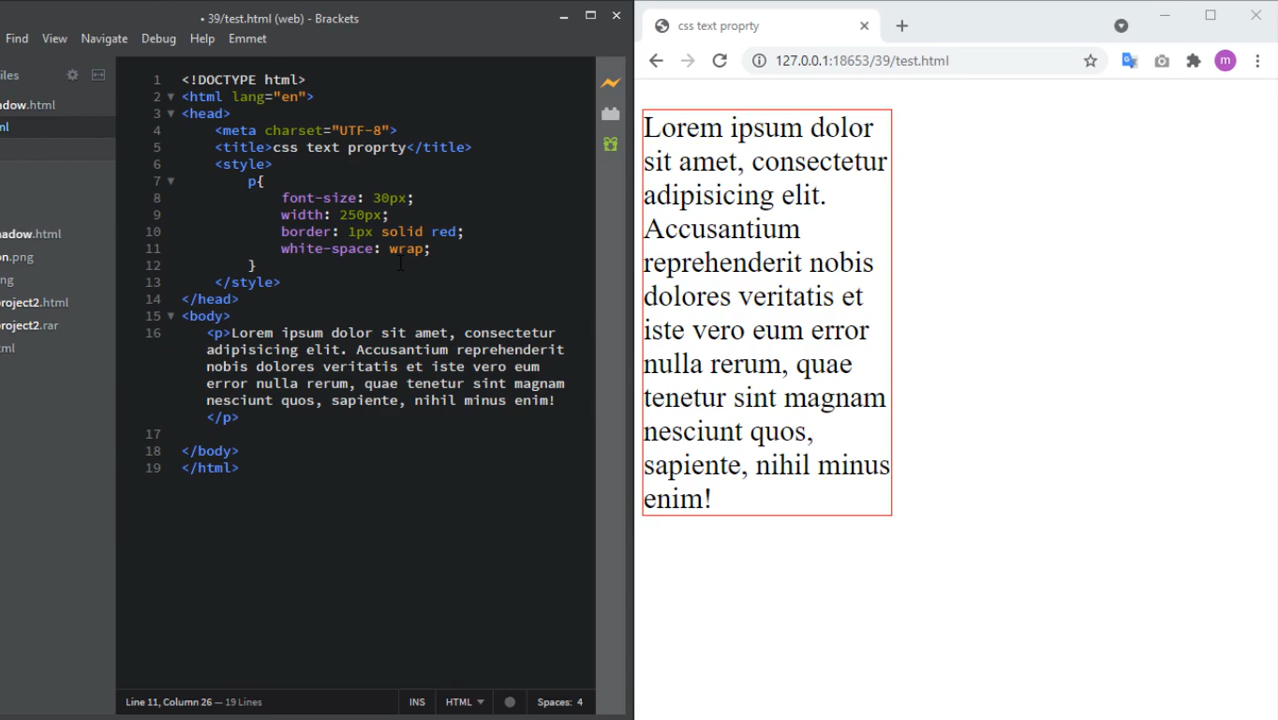 • 39/test.html (web) - Brackets
Find View Navigate Debug Help Emmet
iles
adow.html
ml
adow.html
on.png
ng
roject2.html
roject2.rar
ml
1 <!DOCTYPE html>
2 <html lang="en">
3 <head>
4 <meta charset="UTF-8">
5 <title>css text proprty</title>
6 <style>
7 p{
8 font-size: 30px;
9 width: 250px;
10 border: 1px solid red;
11 white-space: wrap;
12 }
13 </style>
14 </head>
15 <body>
16 <p>Lorem ipsum dolor sit amet, consectetur
adipisicing elit. Accusantium reprehenderit
nobis dolores veritatis et iste vero eum
error nulla rerum, quae tenetur sint magnam
nesciunt quos, sapiente, nihil minus enim!
</p>
17
18 </body>
19 </html>
Line 11, Column 26 — 19 Lines
INS HTML Spaces: 4
css text proprty
127.0.0.1:18653/39/test.html
m
Lorem ipsum dolor
sit amet, consectetur
adipisicing elit.
Accusantium
reprehenderit nobis
dolores veritatis et
iste vero eum error
nulla rerum, quae
tenetur sint magnam
nesciunt quos,
sapiente, nihil minus
enim!